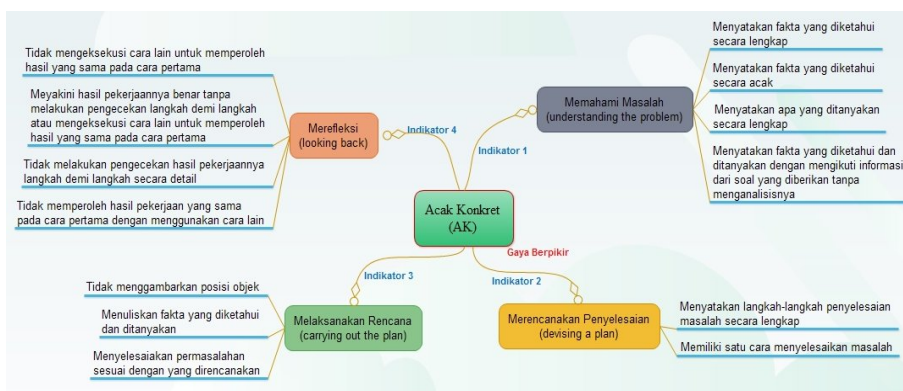 Acak Konkret
(AK)
Gaya Berpikir
Indikator 1
Memahami Masalah
(understanding the problem)
Menyatakan fakta yang diketahui
secara lengkap
Menyatakan fakta yang diketahui
secara acak
Menyatakan apa yang ditanyakan
secara lengkap
Menyatakan fakta yang diketahui dan
ditanyakan dengan mengikuti informasi
dari soal yang diberikan tanpa
menganalisisnya
Indikator 2
Merencanakan Penyelesaian
(devising a plan)
Menyatakan langkah-langkah penyelesaian
masalah secara lengkap
Memiliki satu cara menyelesaikan masalah
Indikator 3
Melaksanakan Rencana
(carrying out the plan)
Tidak menggambarkan posisi objek
Menuliskan fakta yang diketahui
dan ditanyakan
Menyelesaiakan permasalahan
sesuai dengan yang direncanakan
Indikator 4
Merefleksi
(looking back)
Tidak mengeksekusi cara lain untuk memperoleh
hasil yang sama pada cara pertama
Meyakini hasil pekerjaannya benar tanpa
melakukan pengecekan langkah demi langkah
atau mengeksekusi cara lain untuk memperoleh
hasil yang sama pada cara pertama
Tidak melakukan pengecekan hasil pekerjaannya
langkah demi langkah secara detail
Tidak memperoleh hasil pekerjaan yang sama
pada cara pertama dengan menggunakan cara lain